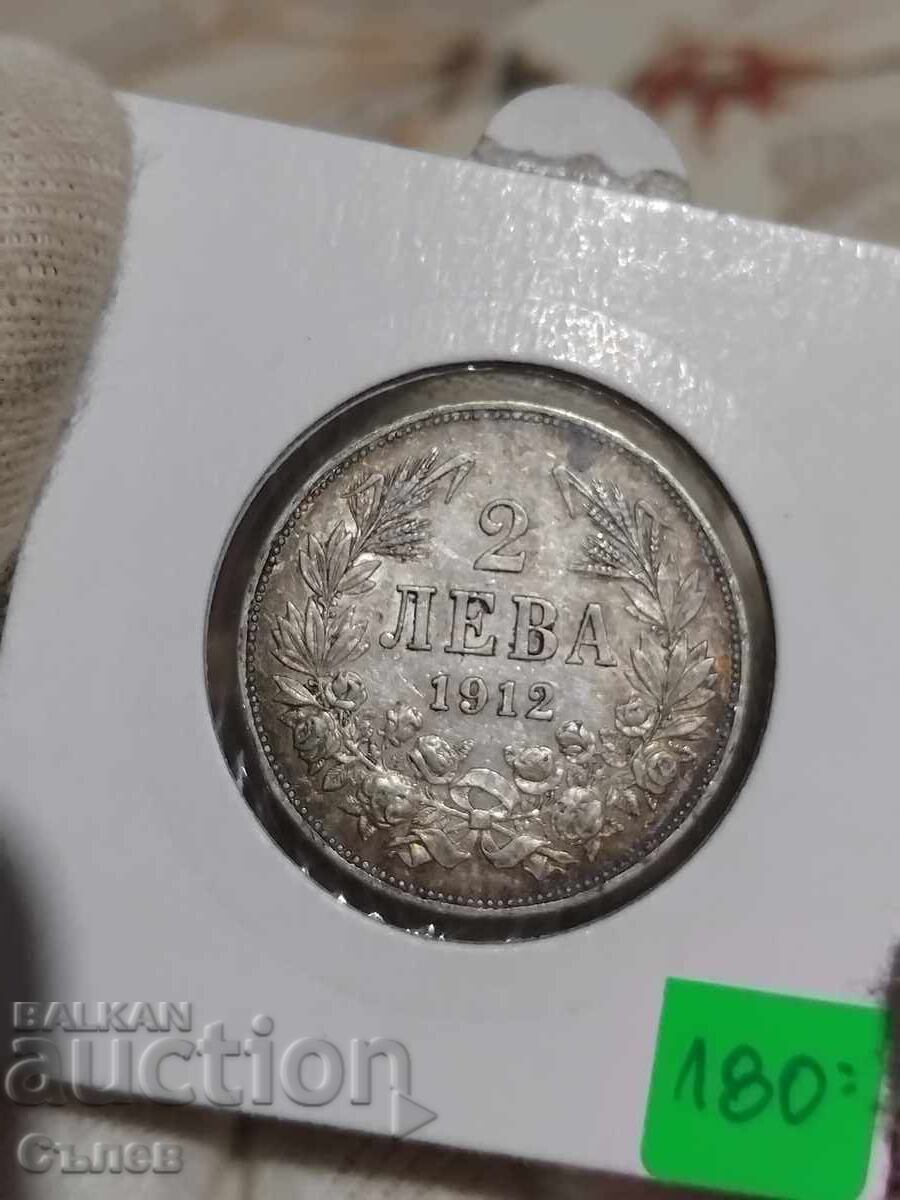 2
ЛЕВА
1912
BALKAN
auction
Сълев
180: